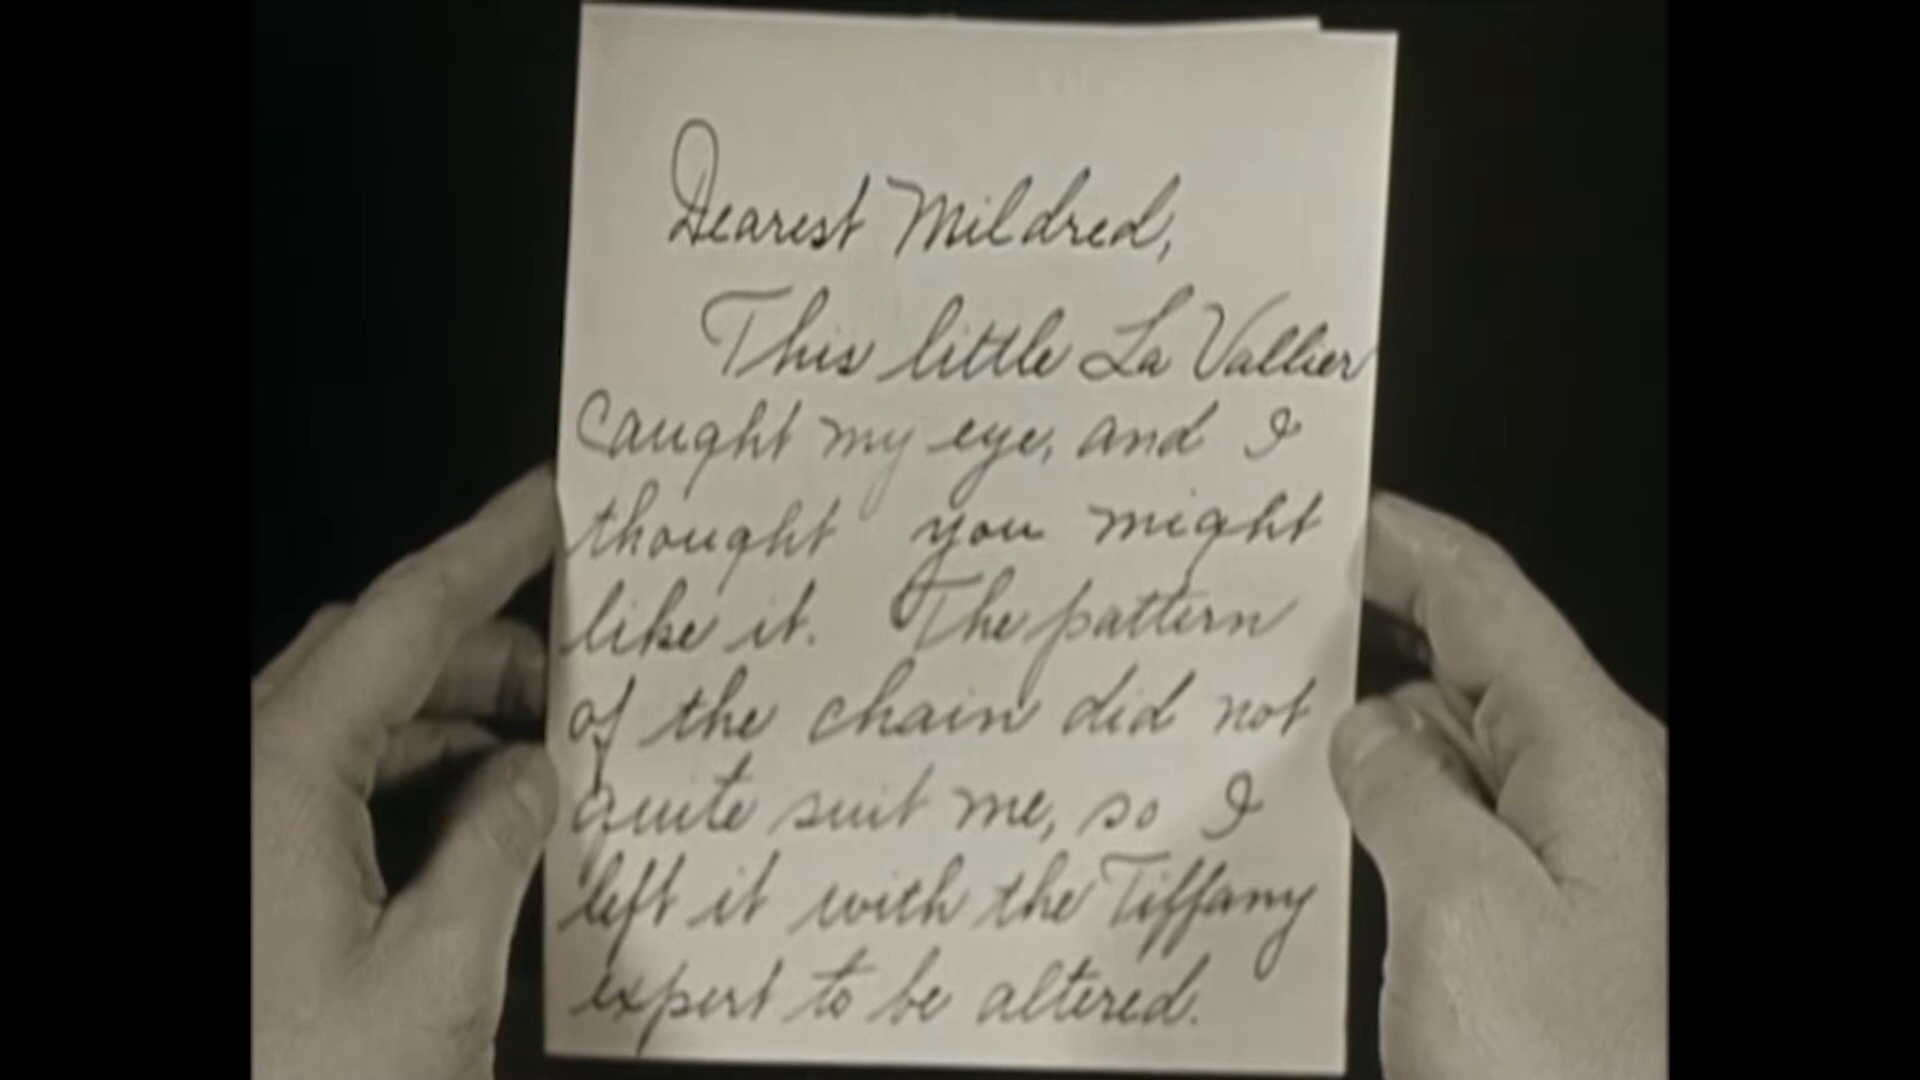 Dearest Mildred,
This little La Vallier
caught my eye, and I
thought you might
like it. The pattern
of the chain did not
quite suit me, so I
left it with the Tiffany
expert to be altered.